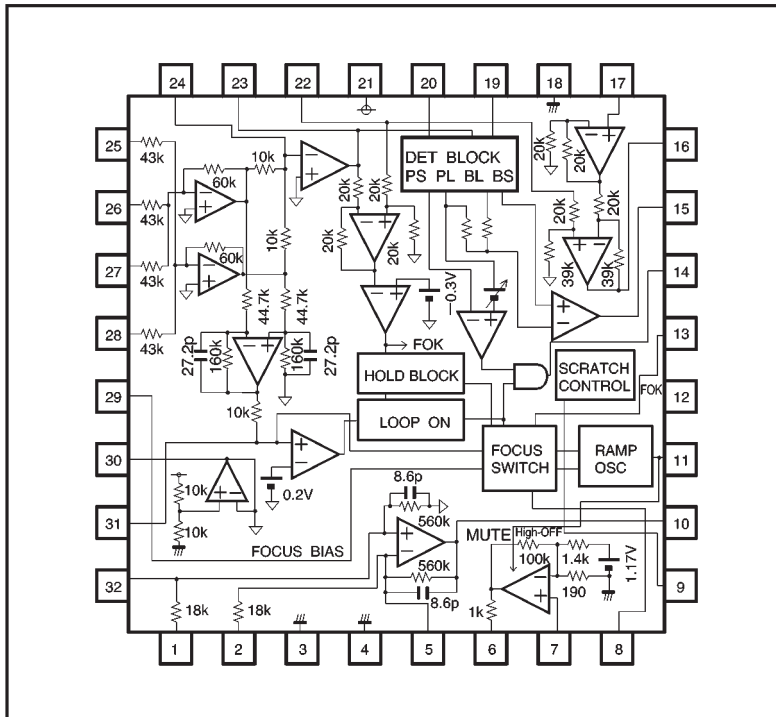 24 23 22 21 20 19 18 17
25
26
27
28
29
30
31
32
16
15
14
13
12
11
10
9
1 2 3 4 5 6 7 8
43k
43k
43k
43k
60k
60k
10k
10k
44.7k
44.7k
27.2p
160k
160k
27.2p
10k
20k
20k
20k
20k
DET BLOCK
PS PL BL BS
0.3V
FOK
HOLD BLOCK
LOOP ON
20k
20k
20k
20k
39k
39k
SCRATCH
CONTROL
FOK
FOCUS
SWITCH
RAMP
OSC
0.2V
10k
10k
FOCUS BIAS
8.6p
560k
560k
8.6p
18k
18k
MUTE
High-OFF
100k
1.4k
190
1.17V
1k